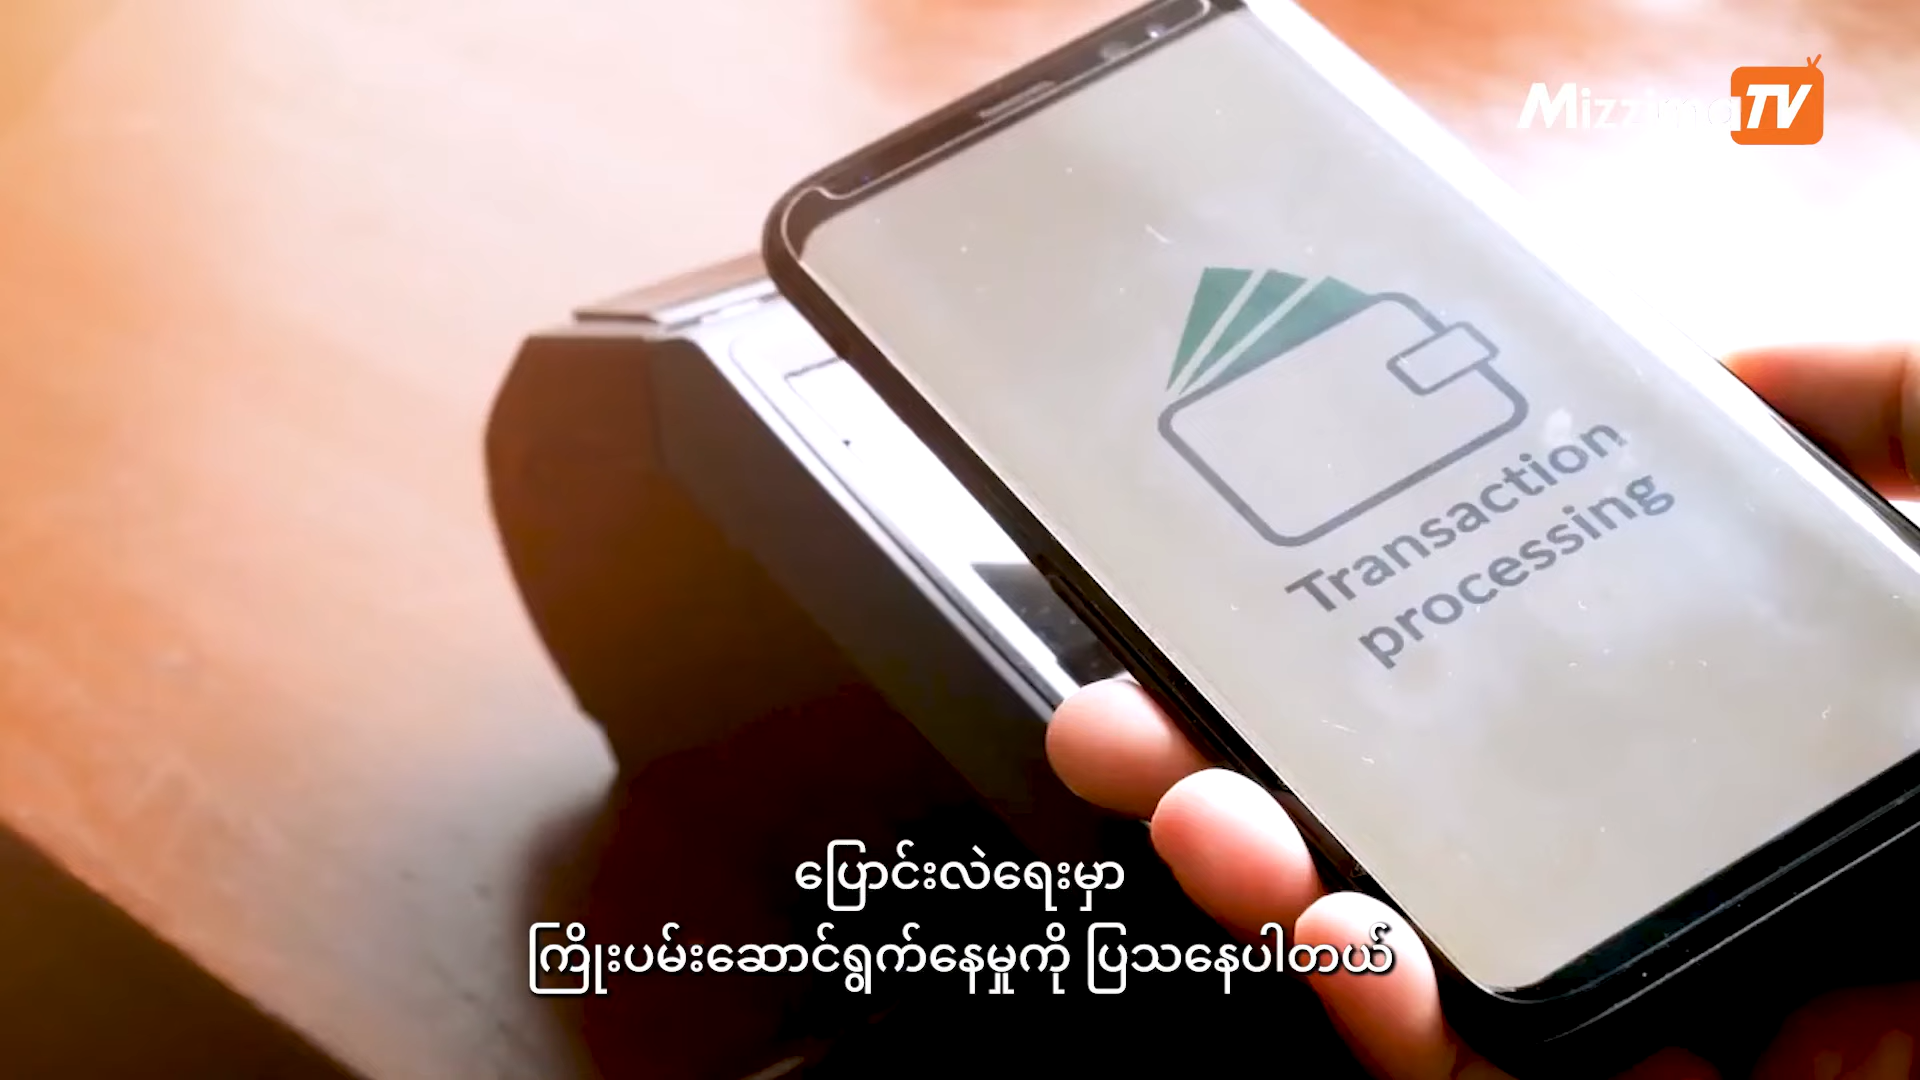 Mizzima TV
Transaction
processing
ပြောင်းလဲရေးမှာ
ကြိုးပမ်းဆောင်ရွက်နေမှုကို ပြသနေပါတယ်